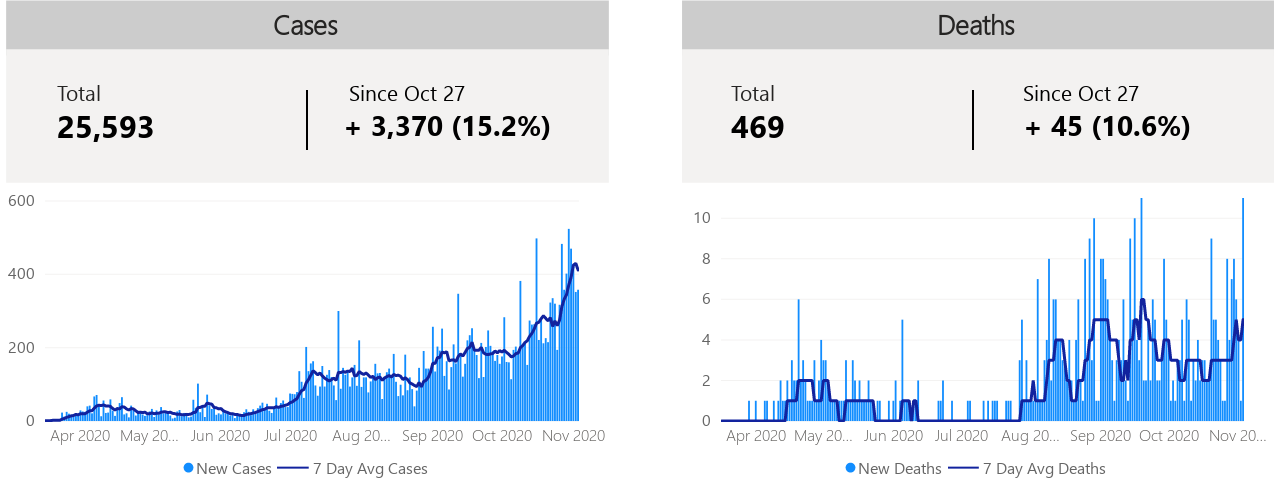 Cases
Total
Since Oct 27
25,593
+ 3,370 (15.2%)
600
400
200
0
Apr 2020 May 20... Jun 2020 Jul 2020 Aug 20... Sep 2020 Oct 2020 Nov 2020
New Cases 7 Day Avg Cases
Deaths
Total
Since Oct 27
469
+ 45 (10.6%)
10
8
6
4
2
0
Apr 2020 May 20... Jun 2020 Jul 2020 Aug 20... Sep 2020 Oct 2020 Nov 20...
New Deaths 7 Day Avg Deaths